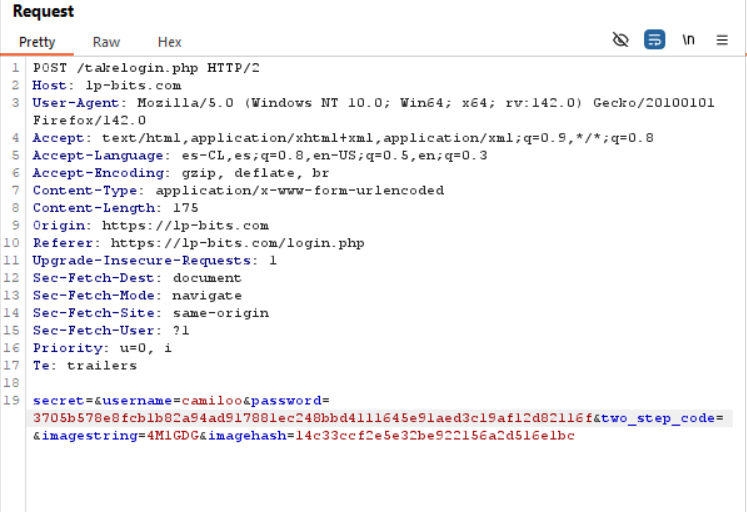 Request
Pretty Raw Hex \n
1 POST /takelogin.php HTTP/2
2 Host: lp-bits.com
3 User-Agent: Mozilla/5.0 (Windows NT 10.0; Win64; x64; rv:142.0) Gecko/20100101
Firefox/142.0
4 Accept: text/html,application/xhtml+xml,application/xml;q=0.9,*/*;q=0.8
5 Accept-Language: es-CL,es;q=0.8,en-US;q=0.5,en;q=0.3
6 Accept-Encoding: gzip, deflate, br
7 Content-Type: application/x-www-form-urlencoded
8 Content-Length: 175
9 Origin: https://lp-bits.com
10 Referer: https://lp-bits.com/login.php
11 Upgrade-Insecure-Requests: 1
12 Sec-Fetch-Dest: document
13 Sec-Fetch-Mode: navigate
14 Sec-Fetch-Site: same-origin
15 Sec-Fetch-User: ?1
16 Priority: u=0, i
17 Te: trailers
18
19 secret=&username=camiloo&password=
3705b578e8fcb1b82a94ad917881ec248bbd4111645e91aed3c19af12d82116f&two_step_code=
&imagestring=4M1GDG&imagehash=14c33ccf2e5e32be922156a2d516e1bc